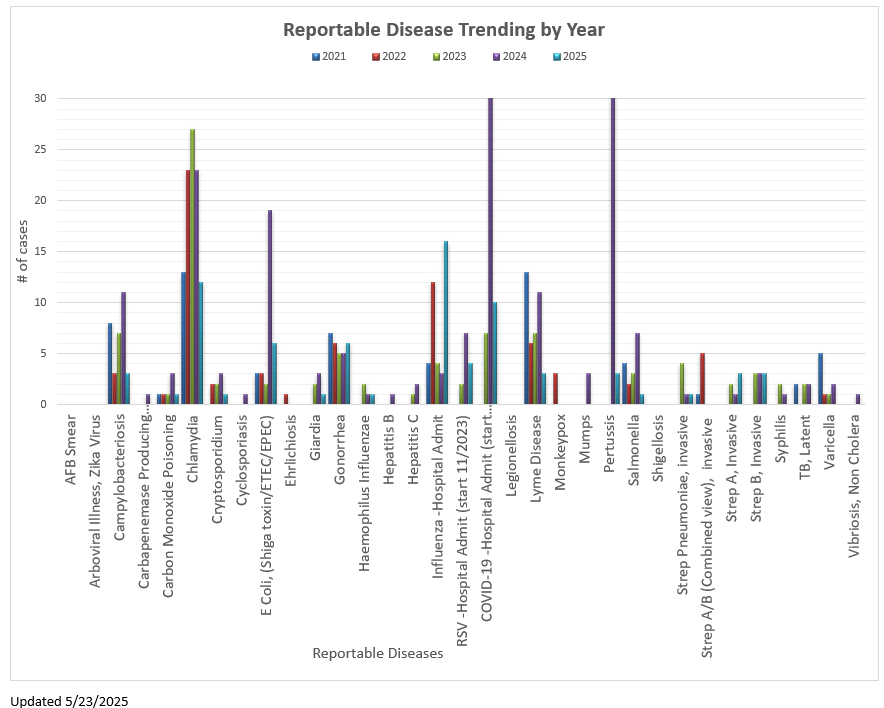 Reportable Disease Trending by Year
2021 2022 2023 2024 2025
30
25
20
15
10
5
0
# of cases
AFB Smear
Arboviral Illness, Zika Virus
Campylobacteriosis
Carbapenemase Producing...
Carbon Monoxide Poisoning
Chlamydia
Cryptosporidium
Cyclosporiasis
E Coli, (Shiga toxin/ETEC/EPEC)
Ehrlichiosis
Giardia
Gonorrhea
Haemophilus Influenzae
Hepatitis B
Hepatitis C
Influenza -Hospital Admit
RSV -Hospital Admit (start 11/2023)
COVID-19 -Hospital Admit (start...
Legionellosis
Lyme Disease
Monkeypox
Mumps
Pertussis
Salmonella
Shigellosis
Strep Pneumoniae, invasive
Strep A/B (Combined view), invasive
Strep A, Invasive
Strep B, Invasive
Syphilis
TB, Latent
Varicella
Vibriosis, Non Cholera
Reportable Diseases
Updated 5/23/2025